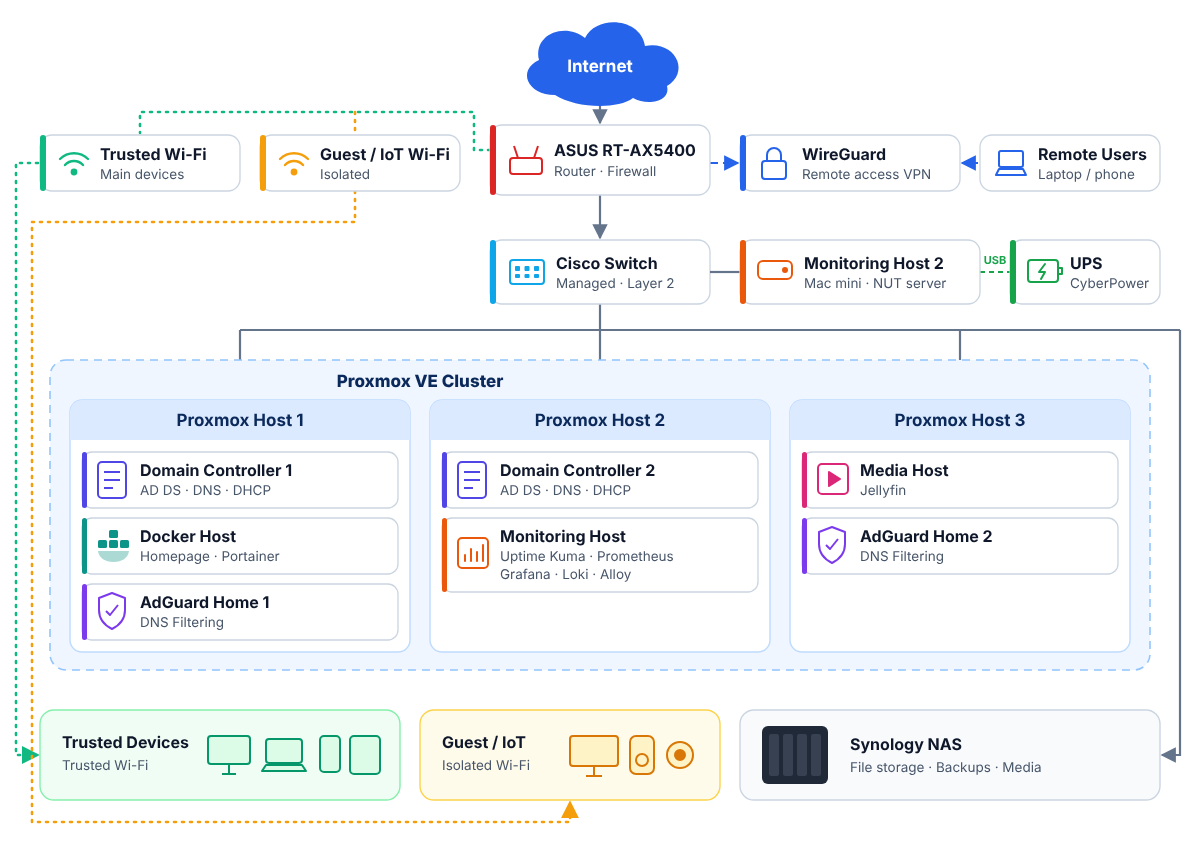 Internet
Trusted Wi-Fi
Main devices
Guest / IoT Wi-Fi
Isolated
ASUS RT-AX5400
Router · Firewall
WireGuard
Remote access VPN
Remote Users
Laptop / phone
Cisco Switch
Managed · Layer 2
Monitoring Host 2
Mac mini · NUT server
USB
UPS
CyberPower
Proxmox VE Cluster
Proxmox Host 1
Domain Controller 1
AD DS · DNS · DHCP
Docker Host
Homepage · Portainer
AdGuard Home 1
DNS Filtering
Proxmox Host 2
Domain Controller 2
AD DS · DNS · DHCP
Monitoring Host
Uptime Kuma · Prometheus
Grafana · Loki · Alloy
Proxmox Host 3
Media Host
Jellyfin
AdGuard Home 2
DNS Filtering
Trusted Devices
Trusted Wi-Fi
Guest / IoT
Isolated Wi-Fi
Synology NAS
File storage · Backups · Media